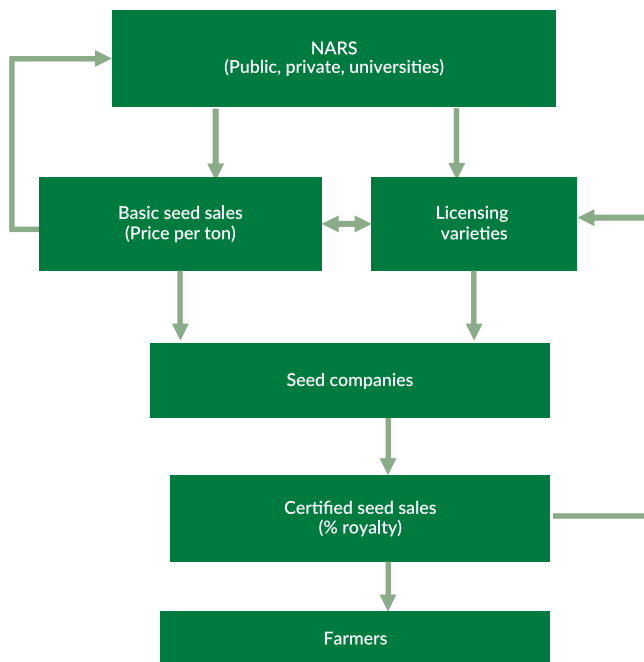 NARS
(Public, private, universities)
Basic seed sales
(Price per ton)
Licensing
varieties
Seed companies
Certified seed sales
(% royalty)
Farmers